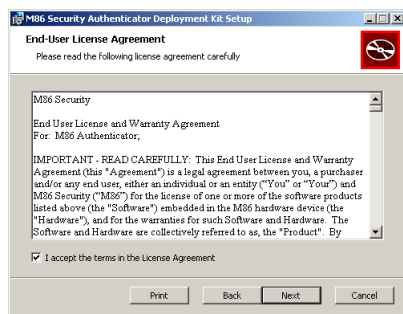 M86 Security Authenticator Deployment Kit Setup
End-User License Agreement
Please read the following license agreement carefully
M86 Security
End User License and Warranty Agreement
For: M86 Authenticator;
IMPORTANT - READ CAREFULLY: This End User License and Warranty
Agreement (this "Agreement") is a legal agreement between you, a purchaser
and/or any end user, either an individual or an entity (“You” or “Your”) and
M86 Security (“M86”) for the license of one or more of the software products
listed above (the "Software") embedded in the M86 hardware device (the
"Hardware"), and for the warranties for such Software and Hardware. The
Software and Hardware are collectively referred to as, the "Product". By
I accept the terms in the License Agreement
Print Back Next Cancel